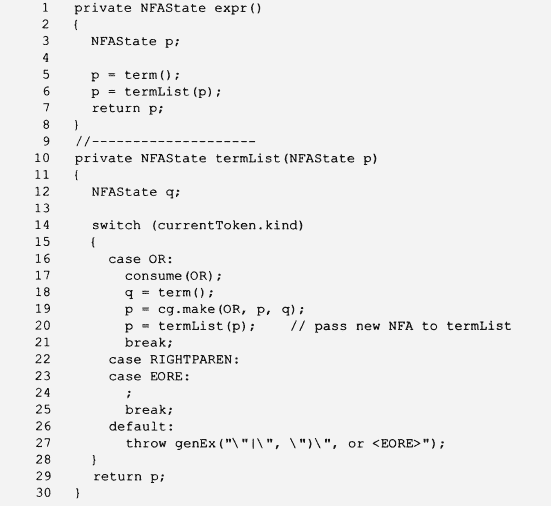 1 private NFAState expr()
2 {
3 NFAState p;
4
5 p = term();
6 p = termList(p);
7 return p;
8 }
9 //--------------------
10 private NFAState termList(NFAState p)
11 {
12 NFAState q;
13
14 switch (currentToken.kind)
15 {
16 case OR:
17 consume(OR);
18 q = term();
19 p = cg.make(OR, p, q);
20 p = termList(p); // pass new NFA to termList
21 break;
22 case RIGHTPAREN:
23 case EORE:
24 ;
25 break;
26 default:
27 throw genEx("\"|\", \")\", or <EORE>");
28 }
29 return p;
30 }